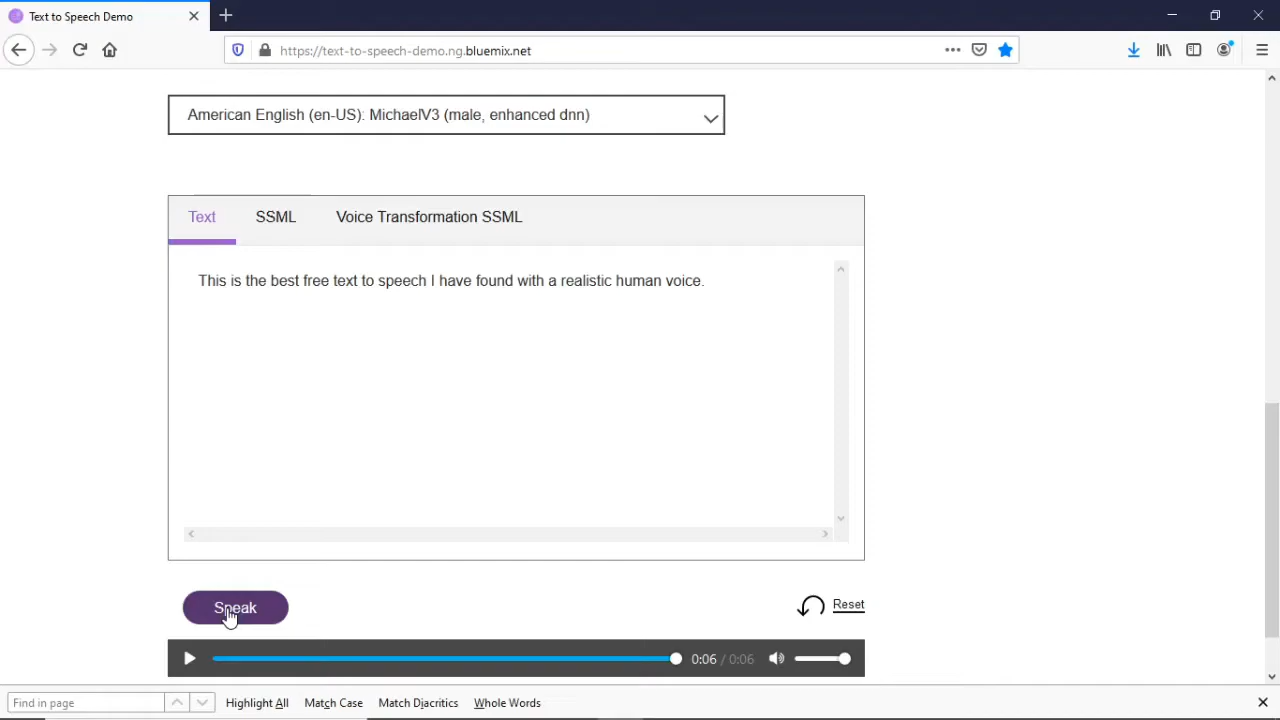 Text to Speech Demo
https://text-to-speech-demo.ng.bluemix.net
American English (en-US): MichaelV3 (male, enhanced dnn)
Text SSML Voice Transformation SSML
This is the best free text to speech I have found with a realistic human voice.
Speak
Reset
0:06 / 0:06
Find in page Highlight All Match Case Match Diacritics Whole Words